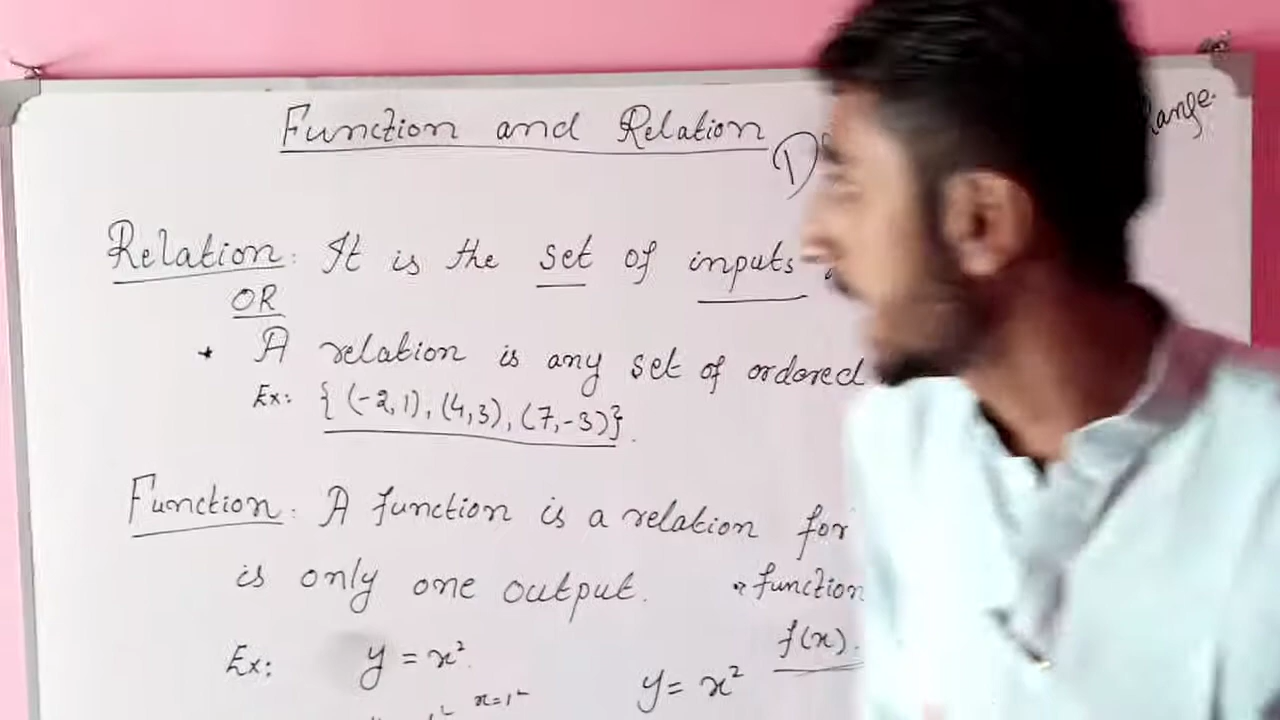 Function and Relation
Range.
Relation: It is the set of inputs
OR
* A relation is any set of ordered
Ex: {(-2,1), (4,3), (7,-3)}.
Function: A function is a relation for
is only one output. function
f(x).
Ex: y = x² y = x²
x=1²